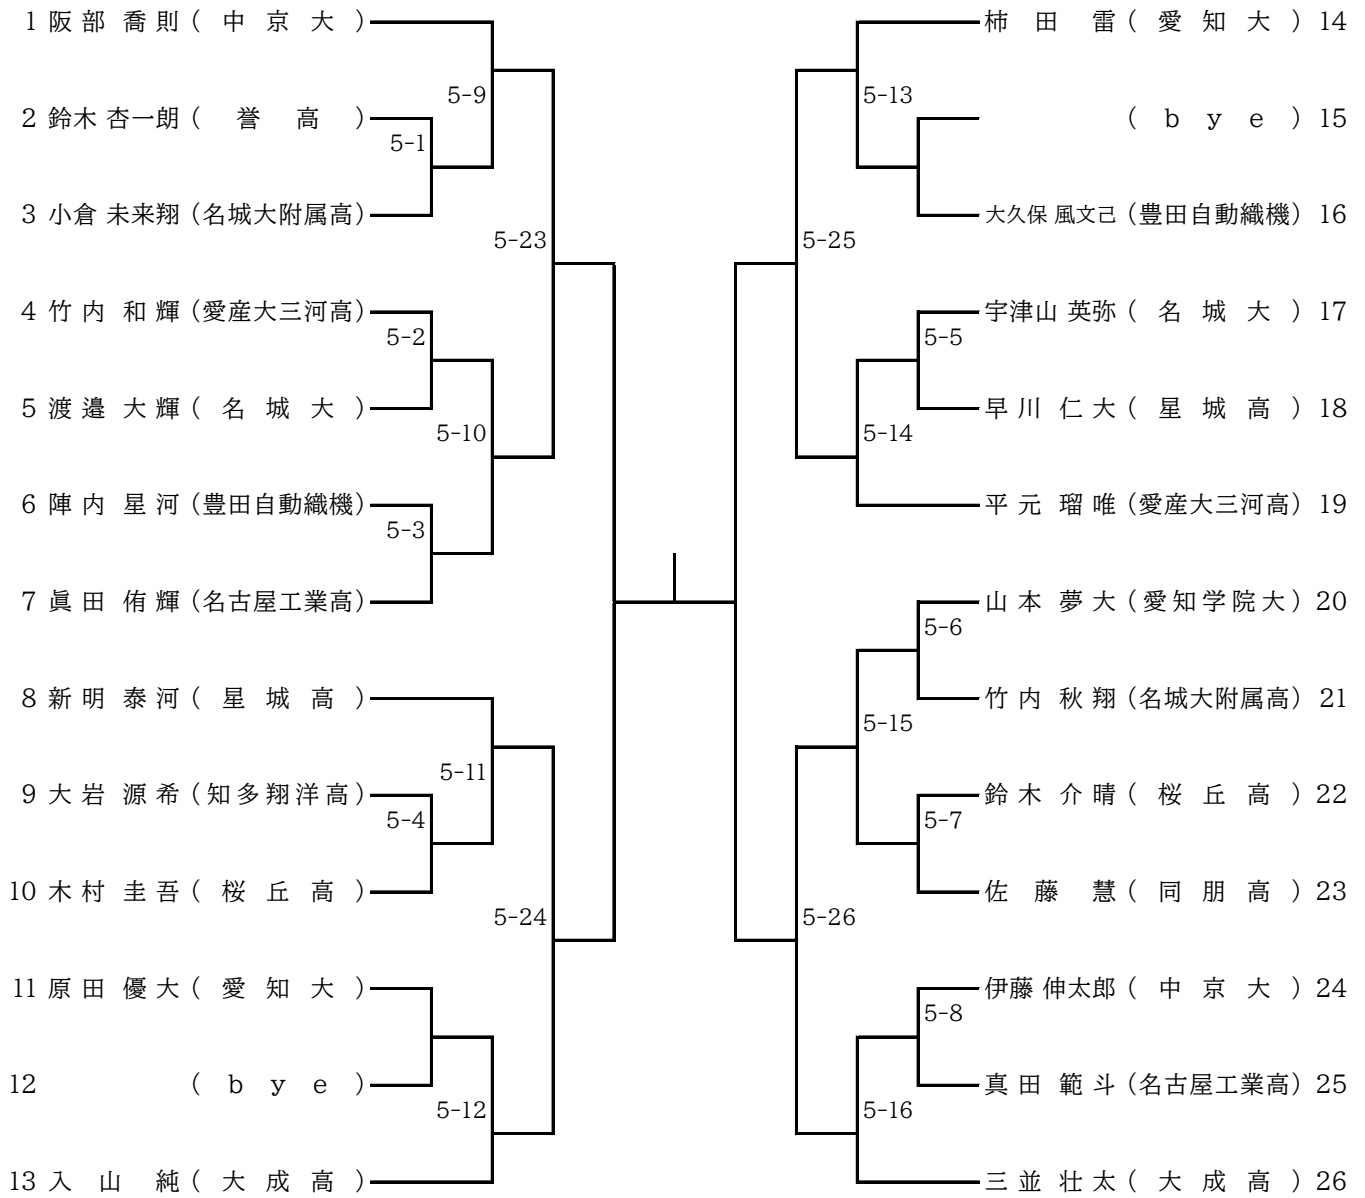 1 阪部 喬則 (中京大)
5-9
2 鈴木 杏一朗 (誉高)
5-1
3 小倉 未来翔 (名城大附属高)
5-23
4 竹内 和輝 (愛産大三河高)
5-2
5 渡邉 大輝 (名城大)
5-10
6 陣内 星河 (豊田自動織機)
5-3
7 眞田 侑輝 (名古屋工業高)
8 新明 泰河 (星城高)
5-11
9 大岩 源希 (知多翔洋高)
5-4
10 木村 圭吾 (桜丘高)
5-24
11 原田 優大 (愛知大)
12 (bye)
5-12
13 入山 純 (大成高)
柿田 雷 (愛知大) 14
5-13
(bye) 15
大久保 風文己 (豊田自動織機) 16
5-25
宇津山 英弥 (名城大) 17
5-5
早川 仁大 (星城高) 18
5-14
平元 瑠唯 (愛産大三河高) 19
山本 夢大 (愛知学院大) 20
5-6
竹内 秋翔 (名城大附属高) 21
5-15
鈴木 介晴 (桜丘高) 22
5-7
佐藤 慧 (同朋高) 23
5-26
伊藤 伸太郎 (中京大) 24
5-8
真田 範斗 (名古屋工業高) 25
5-16
三並 壮太 (大成高) 26